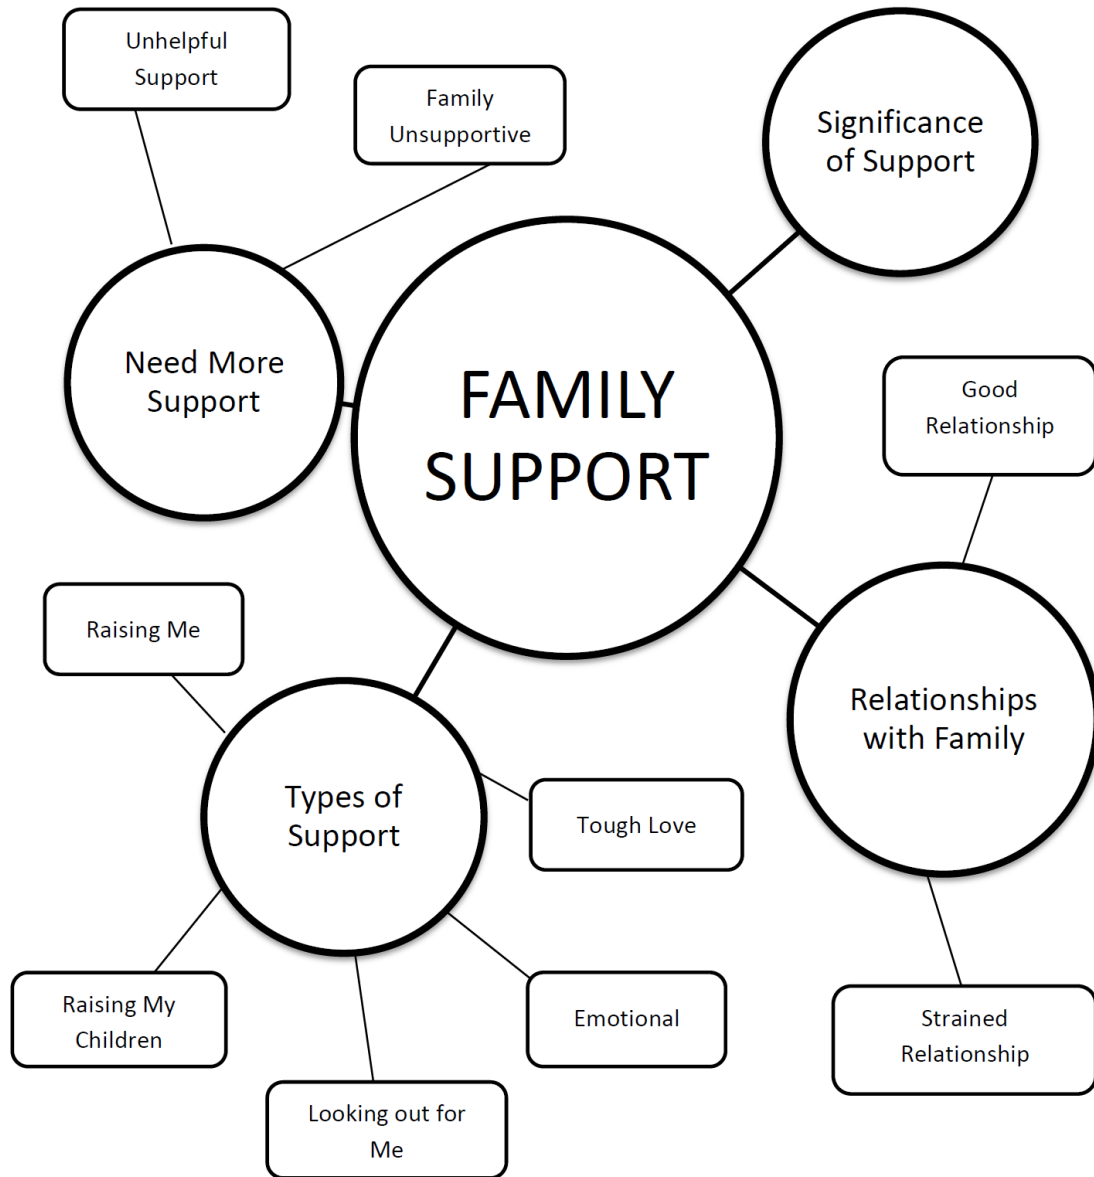 Unhelpful
Support
Family
Unsupportive
Significance
of Support
Need More
Support
FAMILY
SUPPORT
Good
Relationship
Raising Me
Relationships
with Family
Types of
Support
Tough Love
Raising My
Children
Emotional
Strained
Relationship
Looking out for
Me